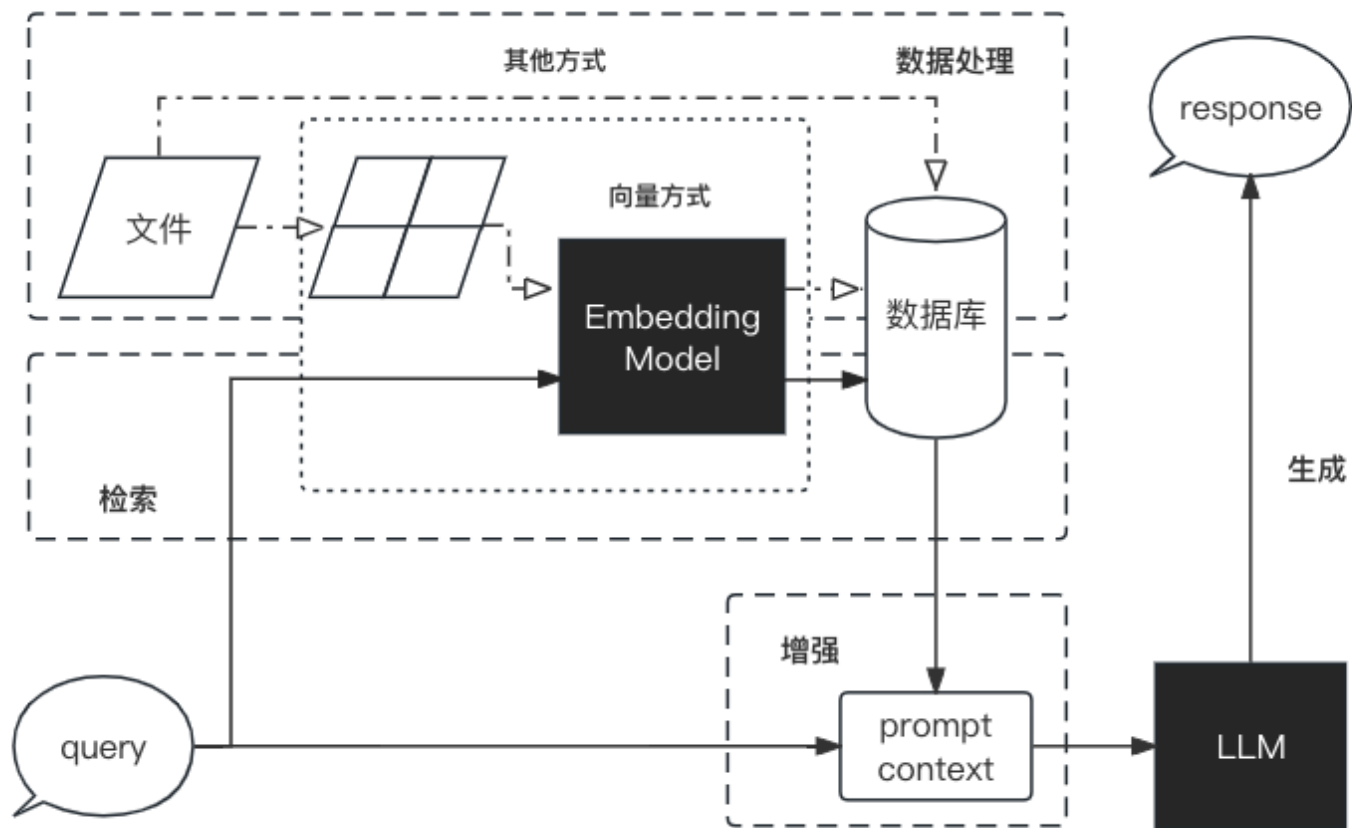 其他方式
数据处理
response
文件
向量方式
Embedding
Model
数据库
检索
生成
增强
query
prompt
context
LLM